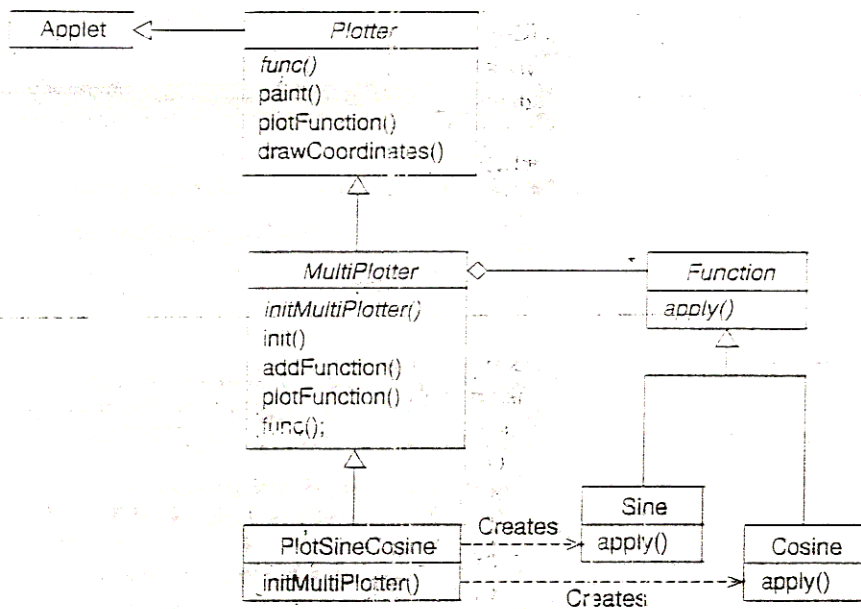 Applet
Plotter
func()
paint()
plotFunction()
drawCoordinates()
MultiPlotter
*
Function
initMultiPlotter()
apply()
init()
addFunction()
plotFunction()
func();
Sine
Creates
apply()
PlotSineCosine
Cosine
initMultiPlotter()
apply()
Creates